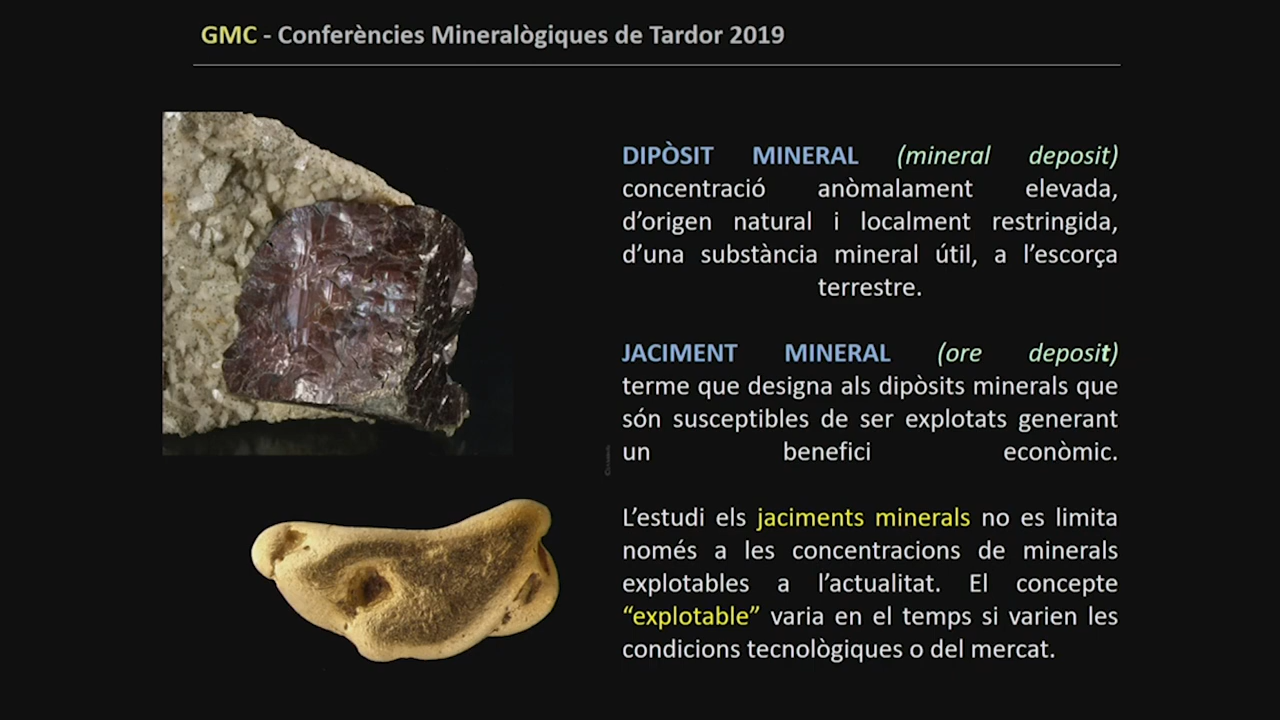 GMC - Conferències Mineralògiques de Tardor 2019
DIPÒSIT MINERAL (mineral deposit)
concentració anòmalament elevada,
d'origen natural i localment restringida,
d'una substància mineral útil, a l'escorça
terrestre.
JACIMENT MINERAL (ore deposit)
terme que designa als dipòsits minerals que
són susceptibles de ser explotats generant
un benefici econòmic.
L'estudi els jaciments minerals no es limita
només a les concentracions de minerals
explotables a l'actualitat. El concepte
“explotable” varia en el temps si varien les
condicions tecnològiques o del mercat.